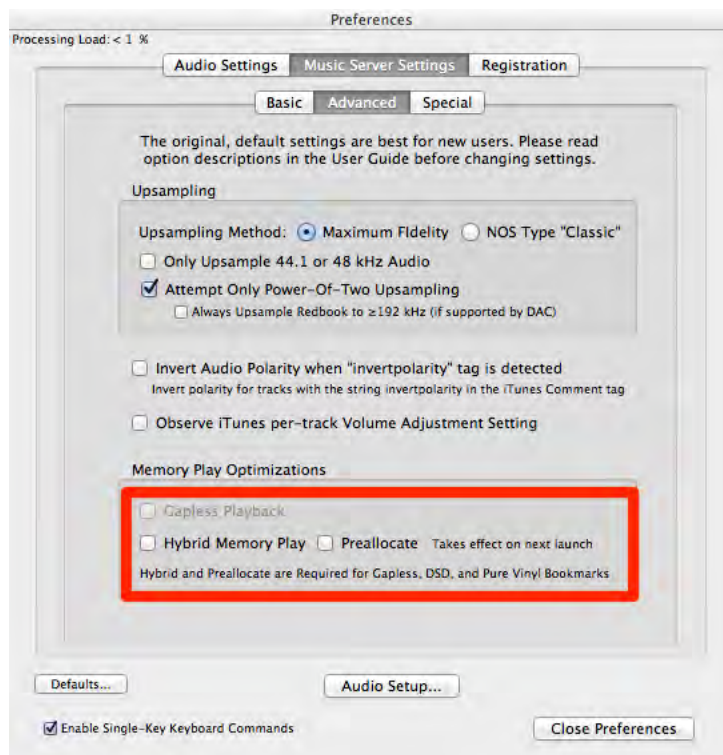 Preferences
Processing Load: < 1 %
Audio Settings Music Server Settings Registration
Basic Advanced Special
The original, default settings are best for new users. Please read
option descriptions in the User Guide before changing settings.
Upsampling
Upsampling Method: Maximum FIdelity NOS Type "Classic"
Only Upsample 44.1 or 48 kHz Audio
Attempt Only Power-Of-Two Upsampling
Always Upsample Redbook to ≥192 kHz (if supported by DAC)
Invert Audio Polarity when "invertpolarity" tag is detected
Invert polarity for tracks with the string invertpolarity in the iTunes Comment tag
Observe iTunes per-track Volume Adjustment Setting
Memory Play Optimizations
Gapless Playback
Hybrid Memory Play Preallocate Takes effect on next launch
Hybrid and Preallocate are Required for Gapless, DSD, and Pure Vinyl Bookmarks
Defaults... Audio Setup...
Enable Single-Key Keyboard Commands Close Preferences